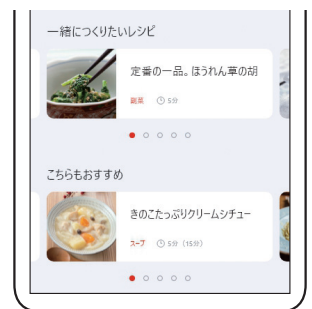 一緒につくりたいレシピ
定番の一品。ほうれん草の胡
副菜 5分
こちらもおすすめ
きのこたっぷりクリームシチュー
スープ 5分 (15分)